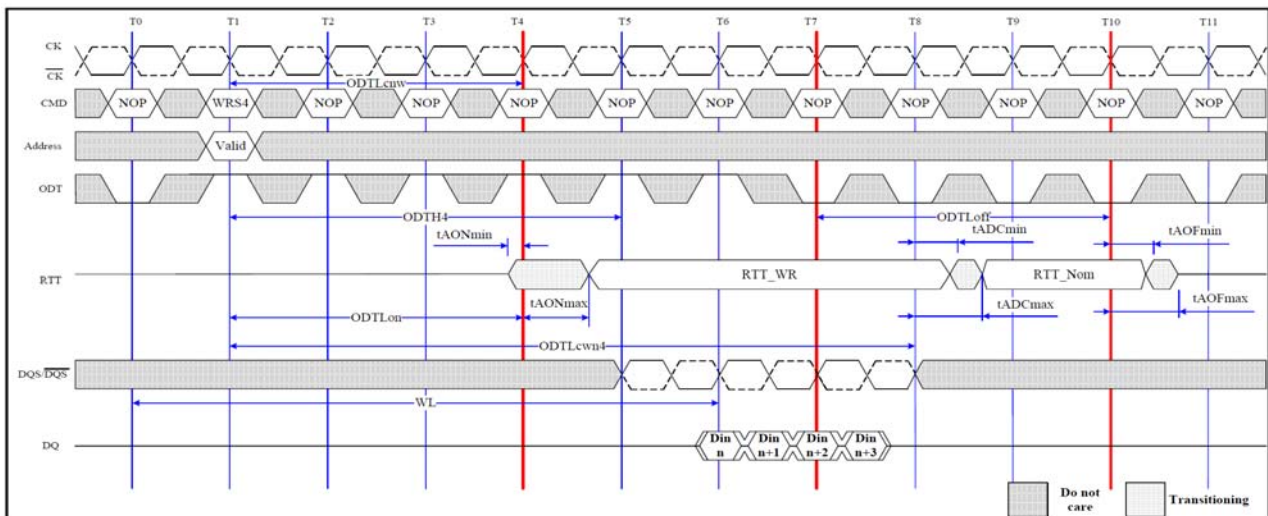 T0 T1 T2 T3 T4 T5 T6 T7 T8 T9 T10 T11
CK
CK
ODTLcnw
CMD NOP WRS4 NOP NOP NOP NOP NOP NOP NOP NOP NOP NOP
Address Valid
ODT
ODTH4 ODTLoff
tAONmin tADCmin tAOFmin
RTT RTT_WR RTT_Nom
tAONmax tADCmax tAOFmax
ODTLon
ODTLcwn4
DQS/DQS
WL
DQ Din n Din n+1 Din n+2 Din n+3
Do not care Transitioning